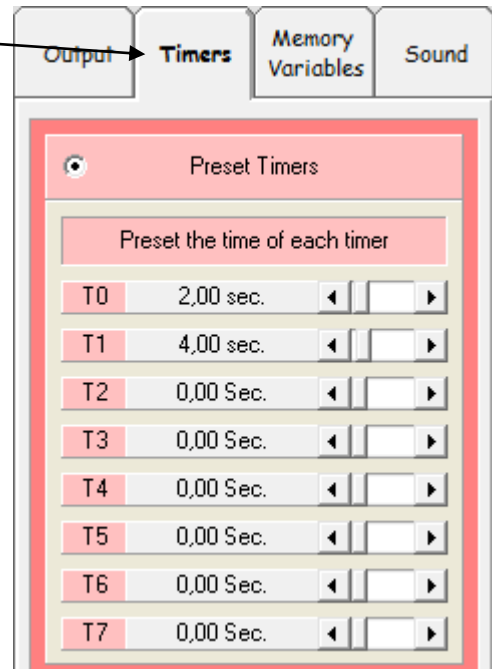 Output Timers Memory Variables Sound
Preset Timers
Preset the time of each timer
T0 2,00 sec.
T1 4,00 sec.
T2 0,00 Sec.
T3 0,00 Sec.
T4 0,00 Sec.
T5 0,00 Sec.
T6 0,00 Sec.
T7 0,00 Sec.